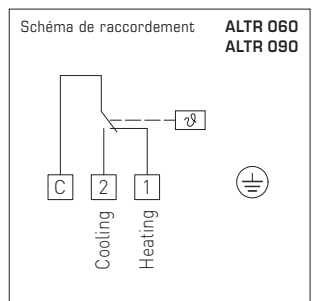 Schéma de raccordement ALTR 060
ALTR 090
ϑ
C 2 1
Cooling
Heating